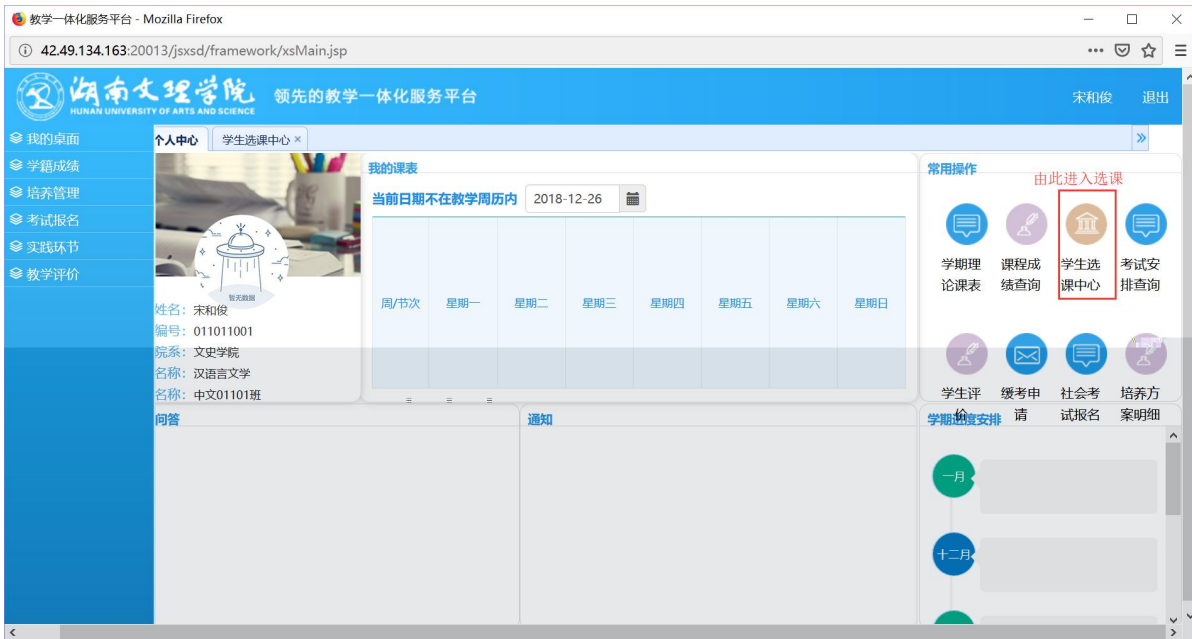 教学一体化服务平台 - Mozilla Firefox
42.49.134.163:20013/jsxsd/framework/xsMain.jsp
湖南文理学院
HUNAN UNIVERSITY OF ARTS AND SCIENCE
领先的教学一体化服务平台
宋和俊 退出
我的桌面
学籍成绩
培养管理
考试报名
实践环节
教学评价
个人中心 学生选课中心 ×
暂无数据
姓名：宋和俊
编号：011011001
院系：文史学院
名称：汉语言文学
名称：中文01101班
我的课表
当前日期不在教学周历内 2018-12-26
周/节次 星期一 星期二 星期三 星期四 星期五 星期六 星期日
常用操作
由此进入选课
学期理论课表
课程成绩查询
学生选课中心
考试安排查询
学生评价
缓考申请
社会考试报名
培养方案明细
问答
通知
学期进度安排
一月
十二月